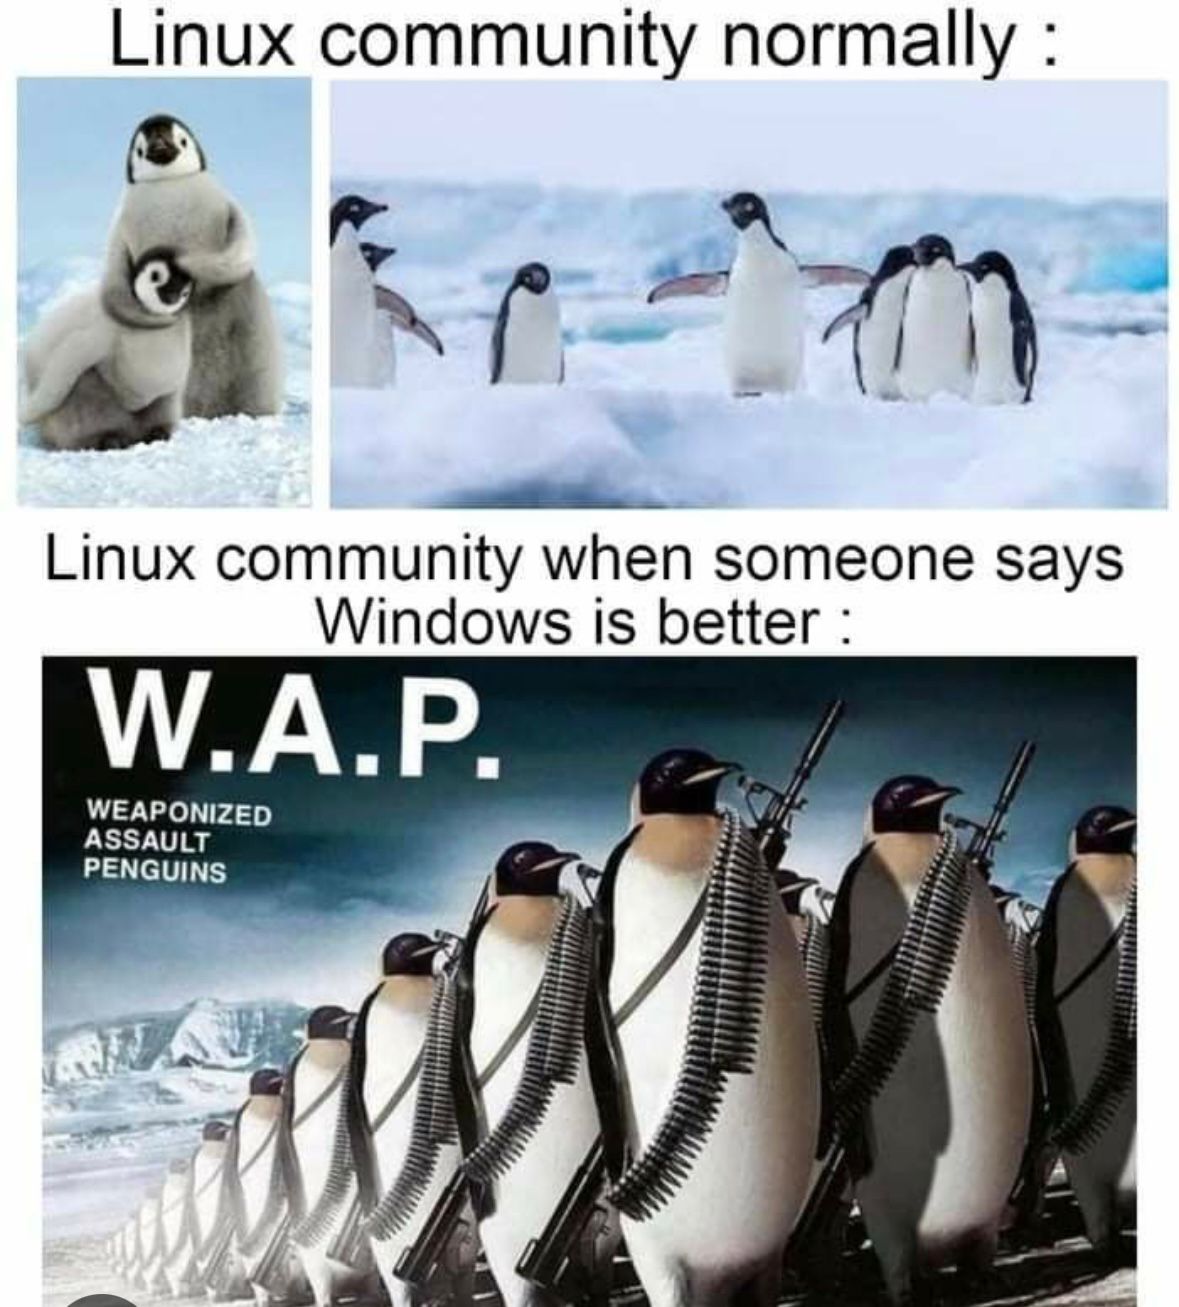 Linux community normally :
Linux community when someone says
Windows is better :
W.A.P.
WEAPONIZED
ASSAULT
PENGUINS